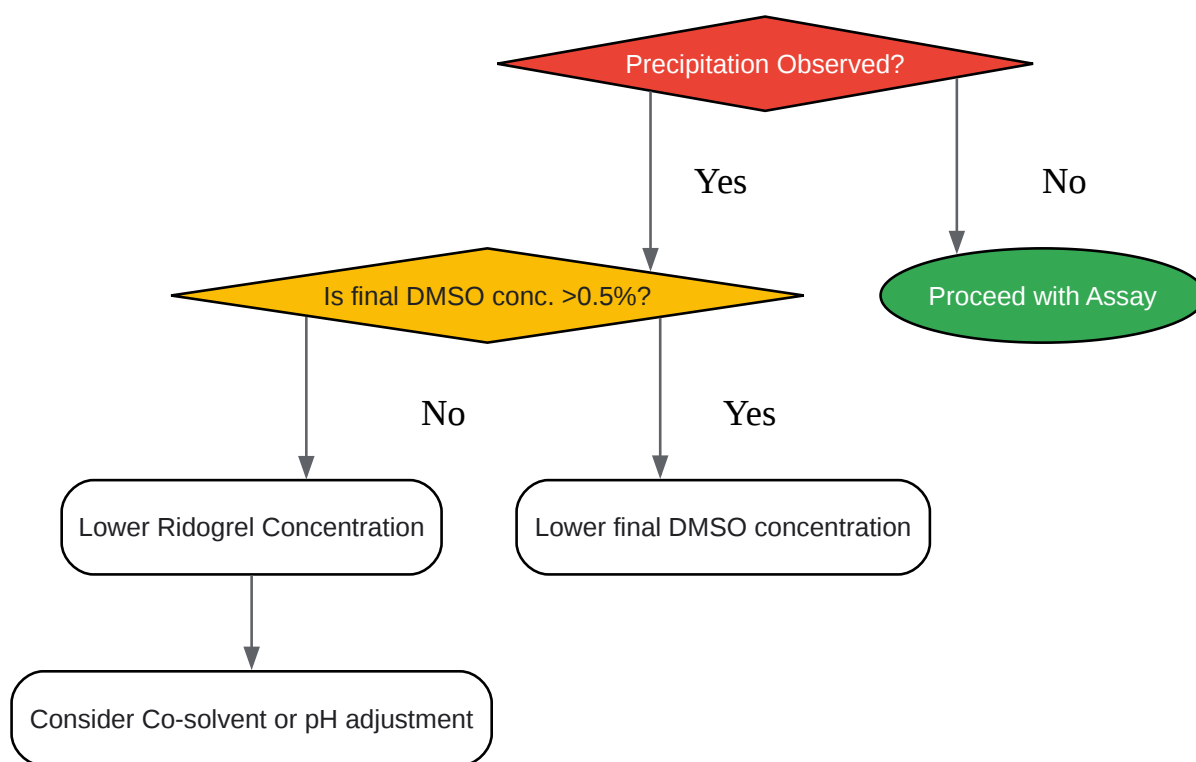 Precipitation Observed?
Yes
No
Is final DMSO conc. >0.5%?
Proceed with Assay
No
Yes
Lower Ridogrel Concentration
Lower final DMSO concentration
Consider Co-solvent or pH adjustment